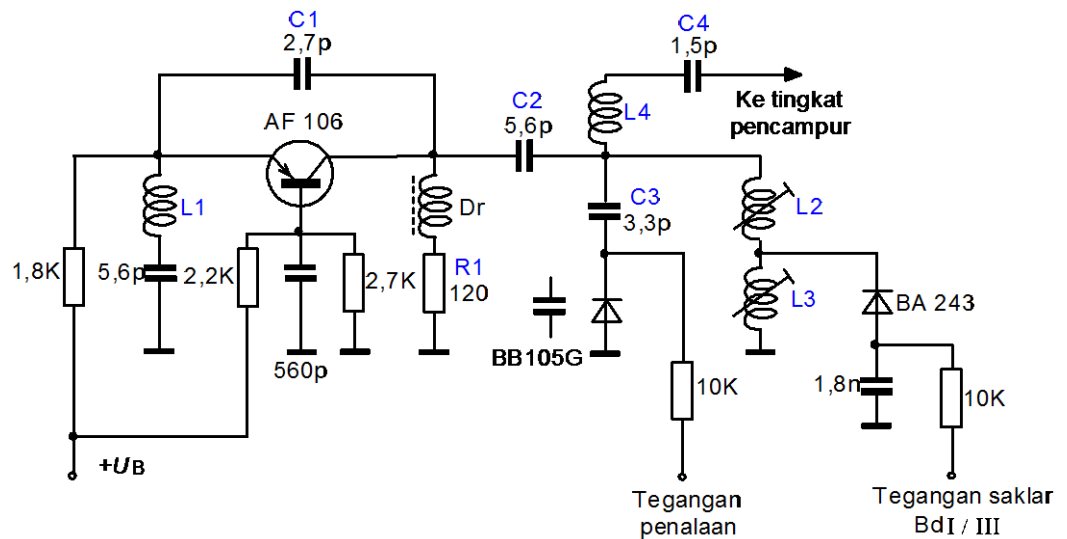 C1
2,7p
C4
1,5p
AF 106
C2
5,6p
L4
Ke tingkat
pencampur
L1
Dr
C3
3,3p
L2
1,8K
5,6p
2,2K
2,7K
R1
120
L3
BA 243
560p
BB105G
10K
1,8n
10K
+UB
Tegangan
penalaan
Tegangan saklar
BdI / III